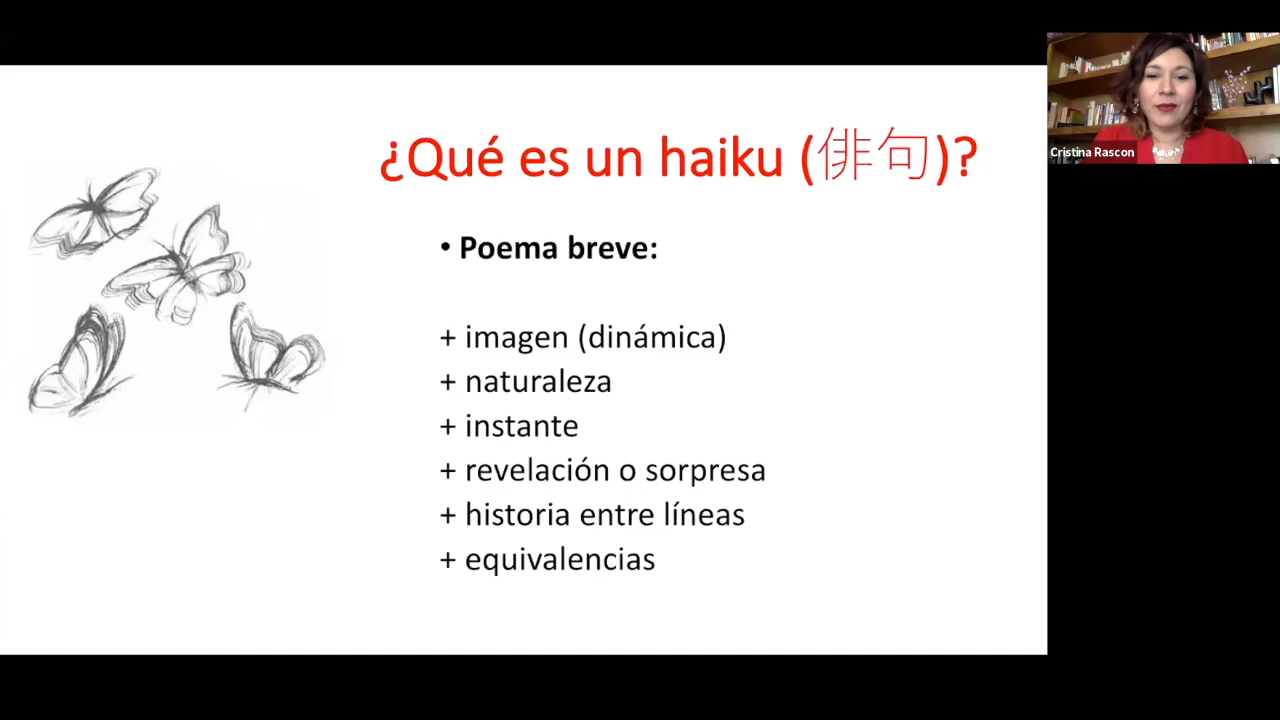 ¿Qué es un haiku (俳句)?
• Poema breve:
+ imagen (dinámica)
+ naturaleza
+ instante
+ revelación o sorpresa
+ historia entre líneas
+ equivalencias
Cristina Rascon